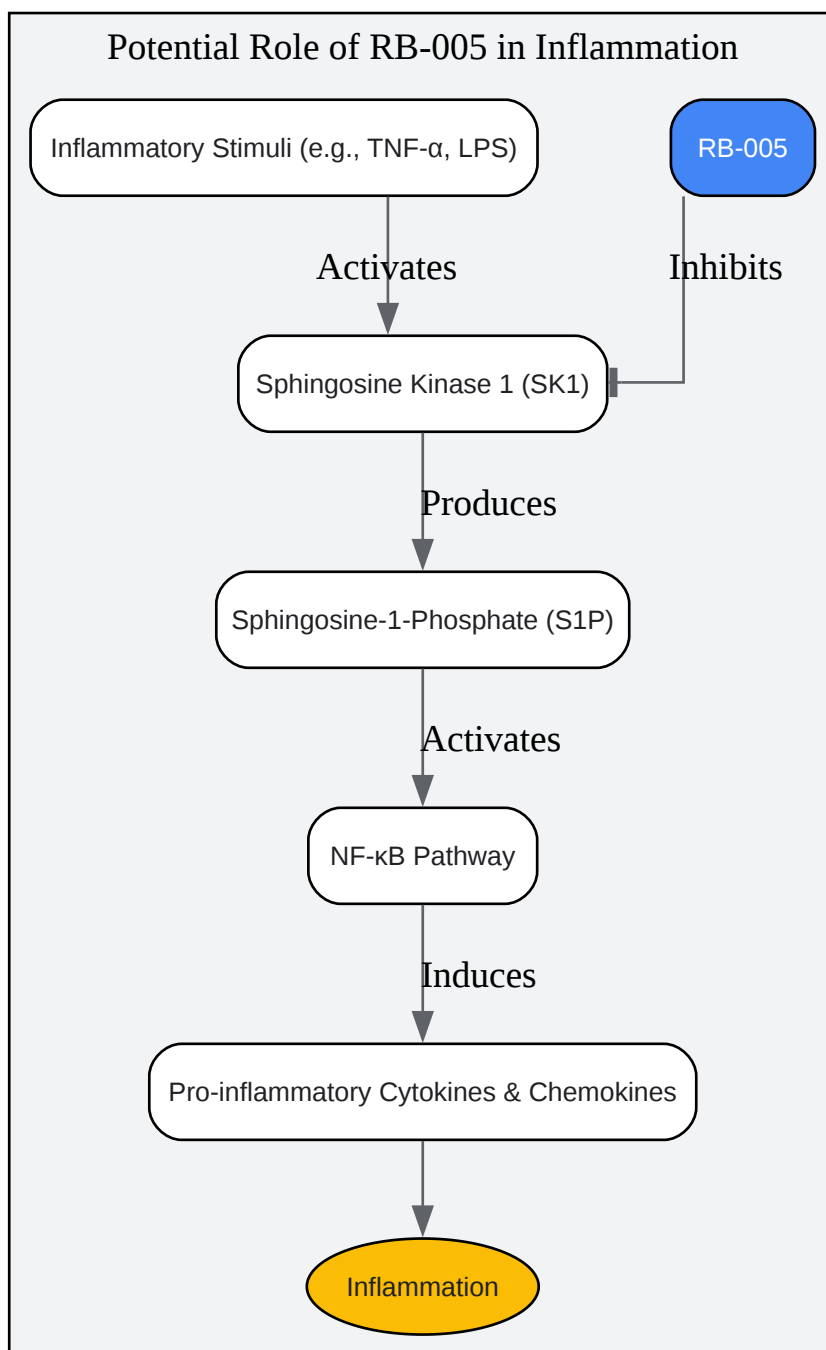 Potential Role of RB-005 in Inflammation
Inflammatory Stimuli (e.g., TNF-α, LPS)
RB-005
Activates
Inhibits
Sphingosine Kinase 1 (SK1)
Produces
Sphingosine-1-Phosphate (S1P)
Activates
NF-κB Pathway
Induces
Pro-inflammatory Cytokines & Chemokines
Inflammation